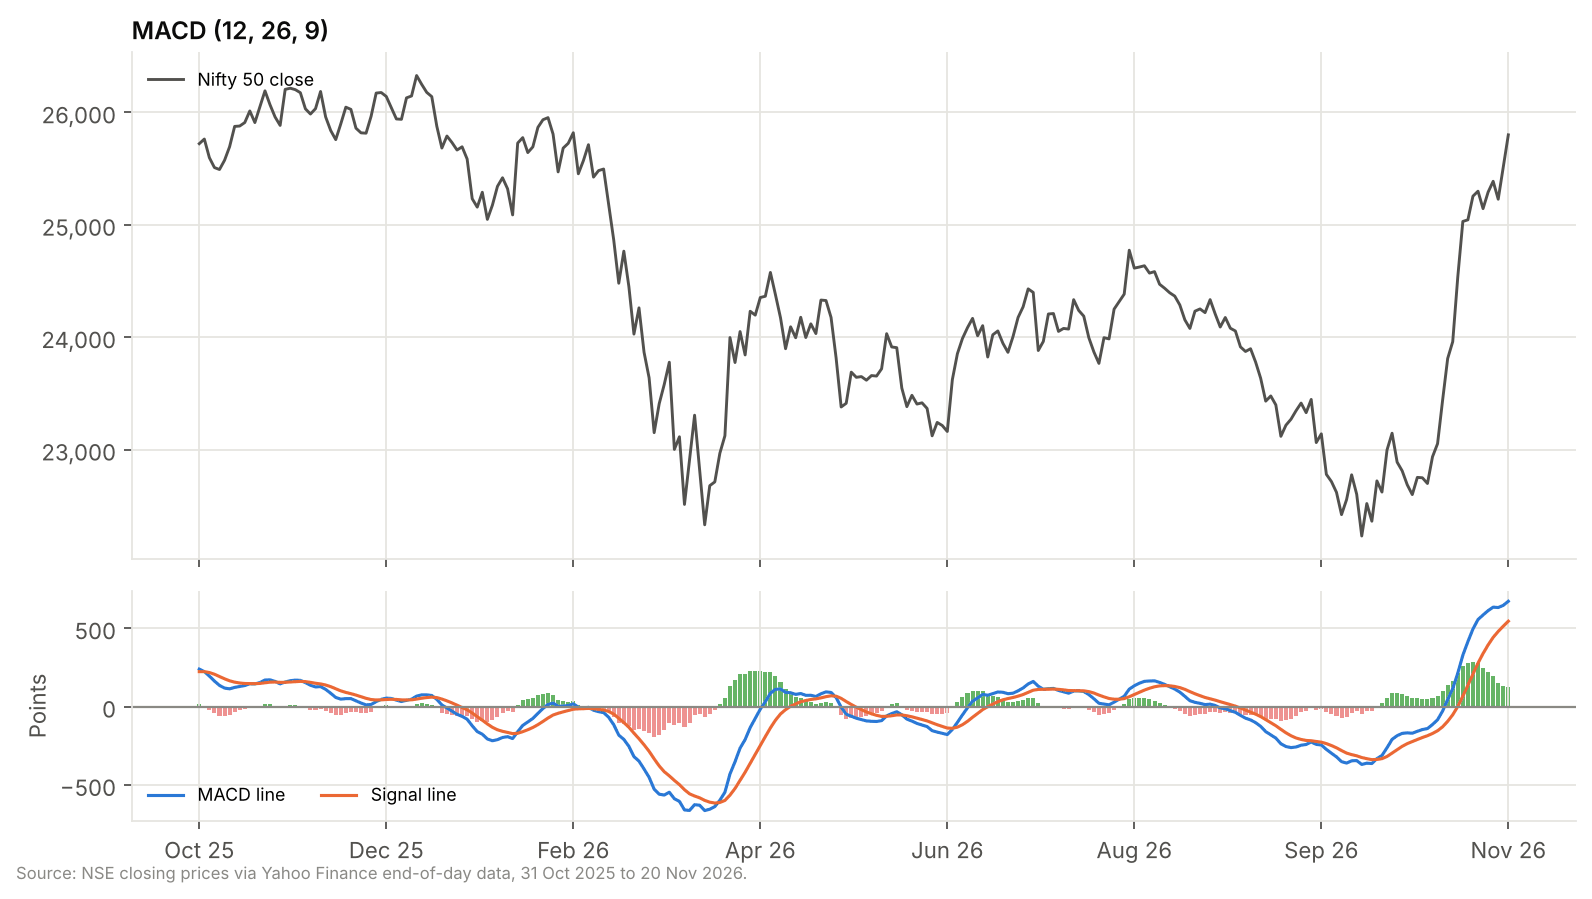 MACD (12, 26, 9)
Nifty 50 close
26,000
25,000
24,000
23,000
500
0
−500
Points
MACD line
Signal line
Oct 25
Dec 25
Feb 26
Apr 26
Jun 26
Aug 26
Sep 26
Nov 26
Source: NSE closing prices via Yahoo Finance end-of-day data, 31 Oct 2025 to 20 Nov 2026.